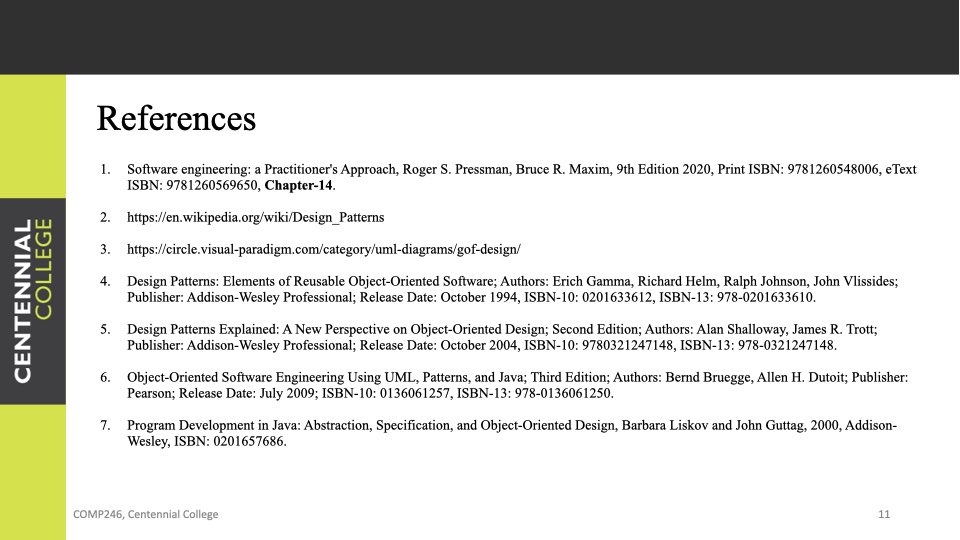 References
1. Software engineering: a Practitioner's Approach, Roger S. Pressman, Bruce R. Maxim, 9th Edition 2020, Print ISBN: 9781260548006, eText
ISBN: 9781260569650, Chapter-14.
2. https://en.wikipedia.org/wiki/Design_Patterns
3. https://circle.visual-paradigm.com/category/uml-diagrams/gof-design/
4. Design Patterns: Elements of Reusable Object-Oriented Software; Authors: Erich Gamma, Richard Helm, Ralph Johnson, John Vlissides;
Publisher: Addison-Wesley Professional; Release Date: October 1994, ISBN-10: 0201633612, ISBN-13: 978-0201633610.
5. Design Patterns Explained: A New Perspective on Object-Oriented Design; Second Edition; Authors: Alan Shalloway, James R. Trott;
Publisher: Addison-Wesley Professional; Release Date: October 2004, ISBN-10: 9780321247148, ISBN-13: 978-0321247148.
6. Object-Oriented Software Engineering Using UML, Patterns, and Java; Third Edition; Authors: Bernd Bruegge, Allen H. Dutoit; Publisher:
Pearson; Release Date: July 2009; ISBN-10: 0136061257, ISBN-13: 978-0136061250.
7. Program Development in Java: Abstraction, Specification, and Object-Oriented Design, Barbara Liskov and John Guttag, 2000, Addison-
Wesley, ISBN: 0201657686.
CENTENNIAL
COLLEGE
COMP246, Centennial College
11